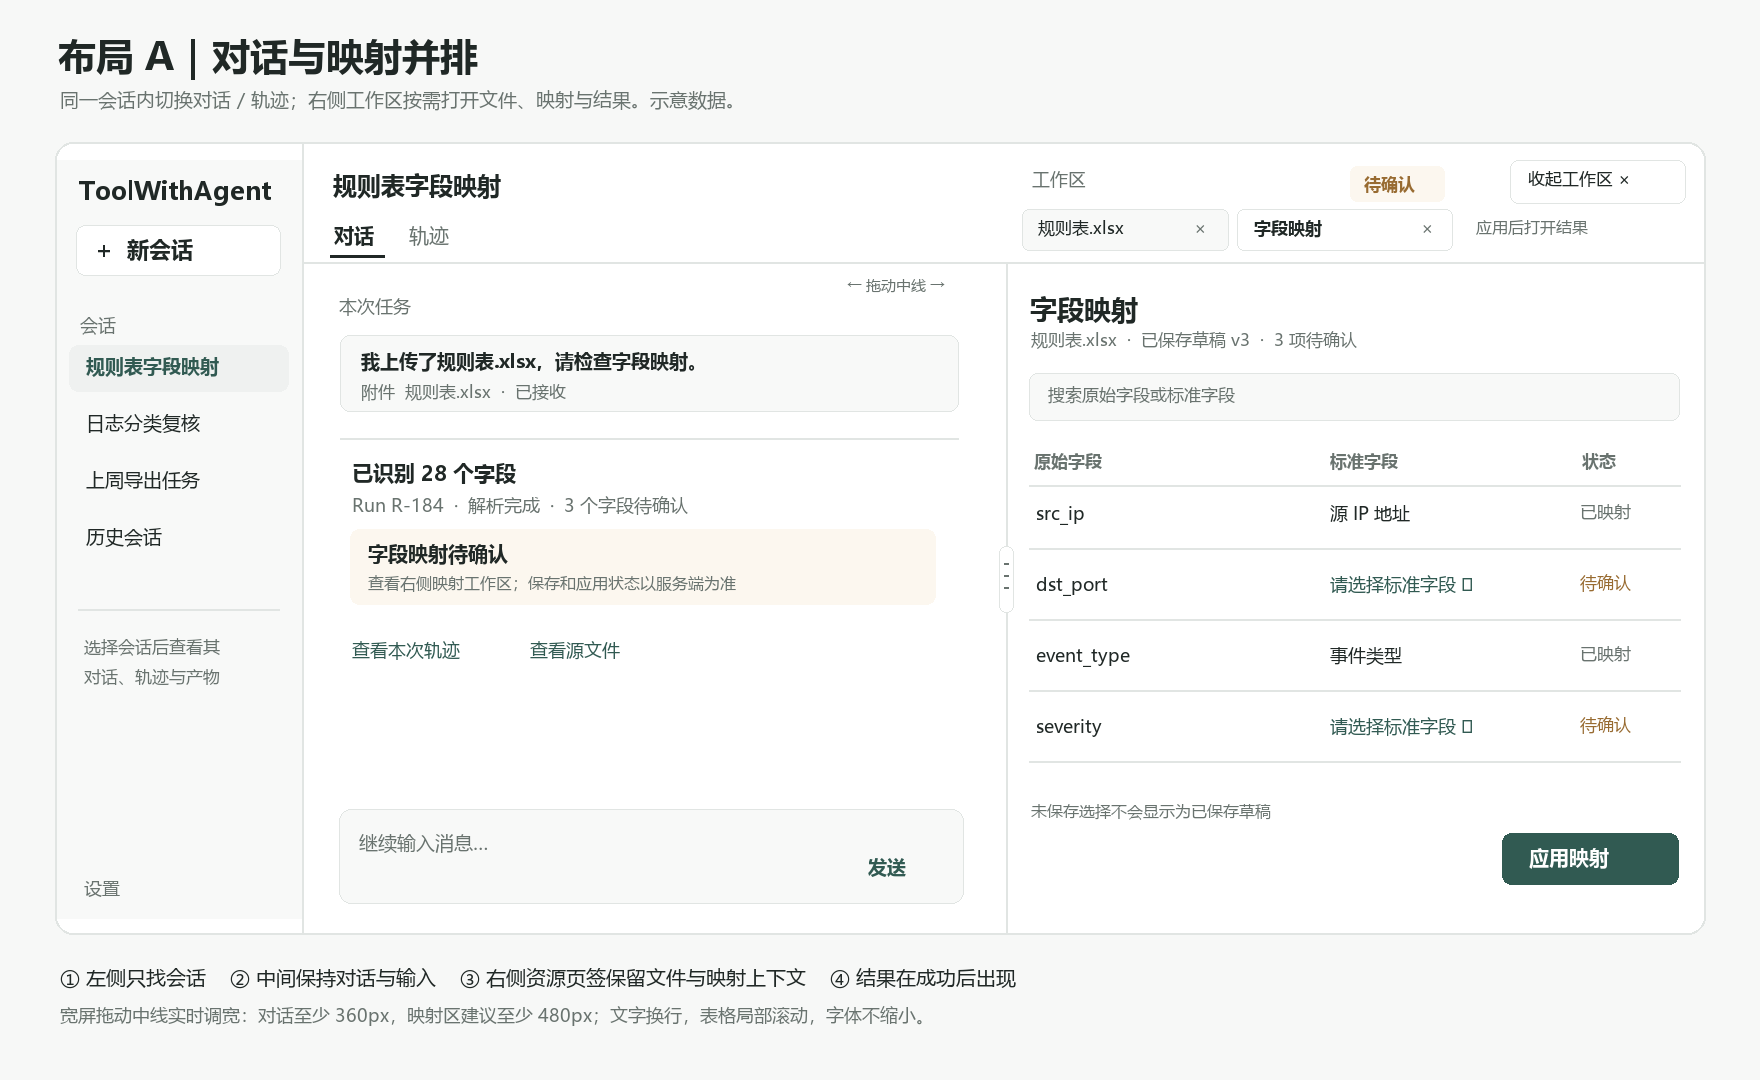 布局 A｜对话与映射并排
同一会话内切换对话 / 轨迹；右侧工作区按需打开文件、映射与结果。示意数据。
ToolWithAgent
+ 新会话
会话
规则表字段映射
日志分类复核
上周导出任务
历史会话
选择会话后查看其
对话、轨迹与产物
设置
规则表字段映射
对话 轨迹
← 拖动中线 →
本次任务
我上传了规则表.xlsx，请检查字段映射。
附件 规则表.xlsx · 已接收
已识别 28 个字段
Run R-184 · 解析完成 · 3 个字段待确认
字段映射待确认
查看右侧映射工作区；保存和应用状态以服务端为准
查看本次轨迹 查看源文件
继续输入消息...
发送
工作区 待确认 收起工作区 ×
规则表.xlsx × 字段映射 × 应用后打开结果
字段映射
规则表.xlsx · 已保存草稿 v3 · 3 项待确认
搜索原始字段或标准字段
原始字段 标准字段 状态
src_ip 源 IP 地址 已映射
dst_port 请选择标准字段 ▯ 待确认
event_type 事件类型 已映射
severity 请选择标准字段 ▯ 待确认
未保存选择不会显示为已保存草稿
应用映射
① 左侧只找会话 ② 中间保持对话与输入 ③ 右侧资源页签保留文件与映射上下文 ④ 结果在成功后出现
宽屏拖动中线实时调宽：对话至少 360px，映射区建议至少 480px；文字换行，表格局部滚动，字体不缩小。